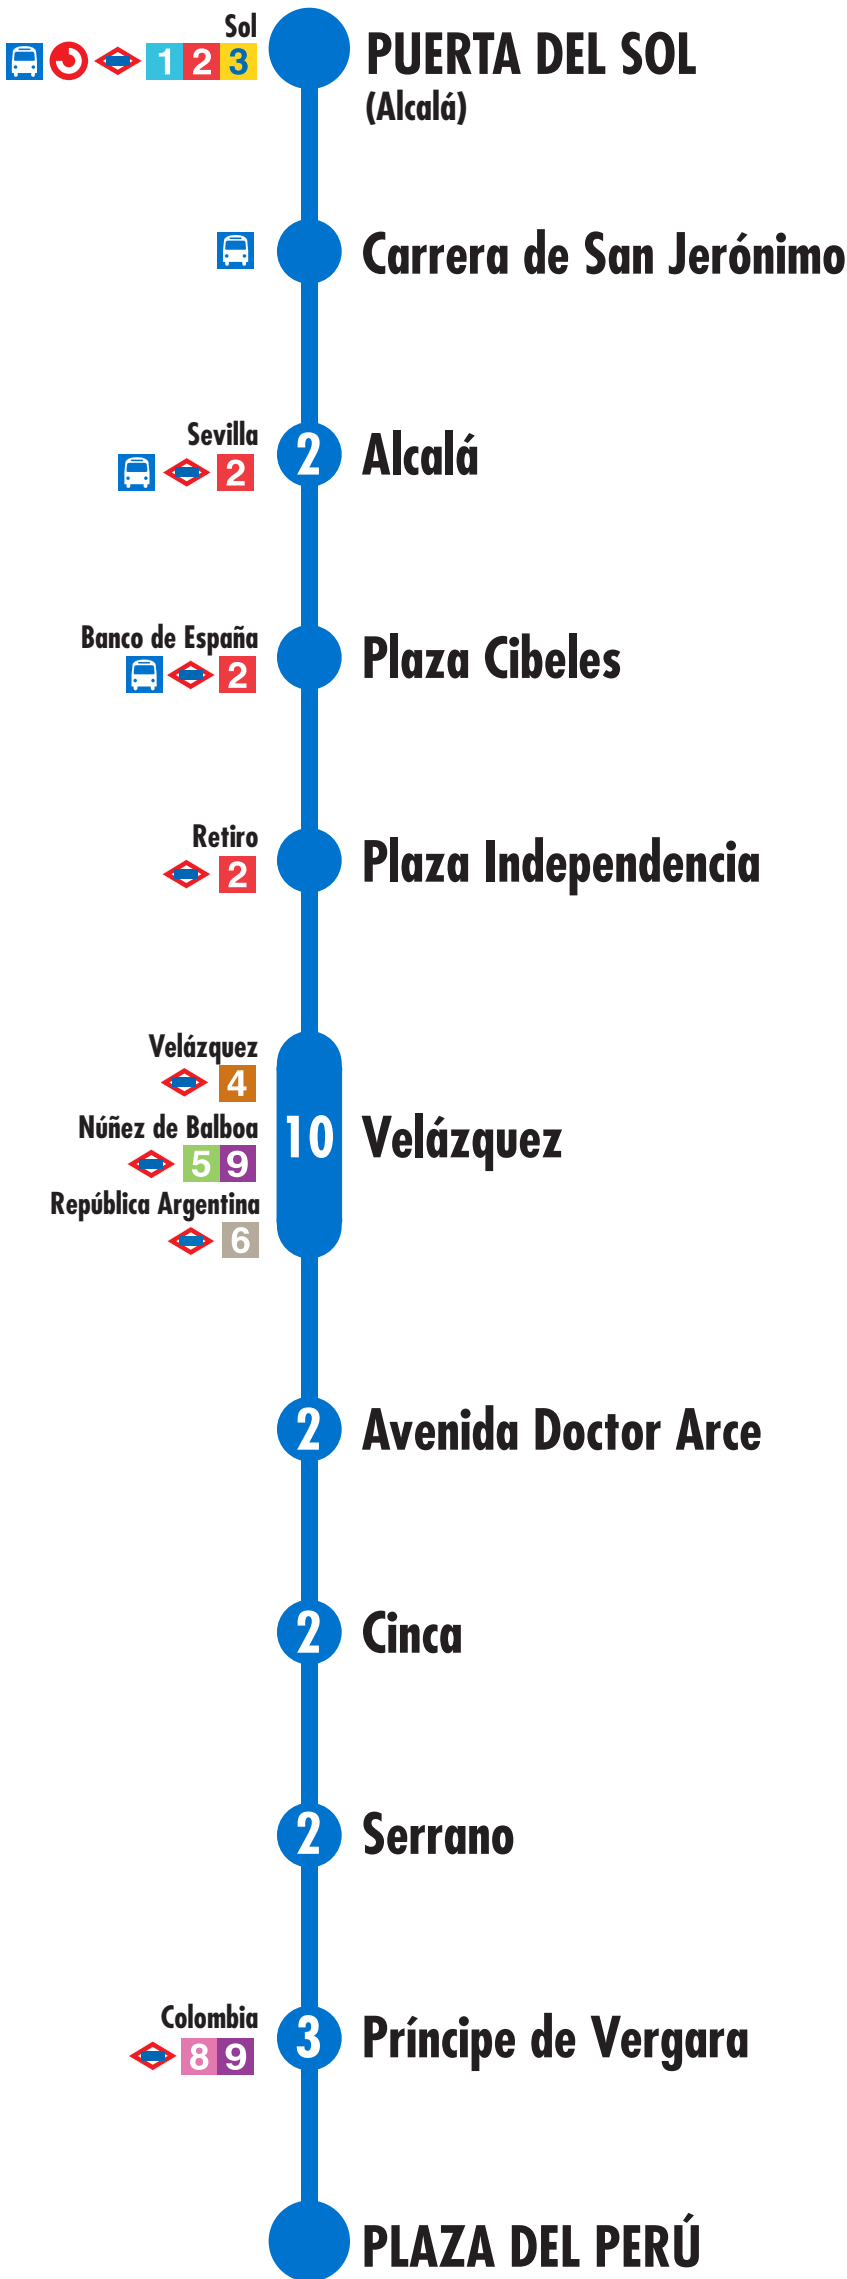 Sol
1 2 3
PUERTA DEL SOL
(Alcalá)
Carrera de San Jerónimo
Sevilla
2
2
Alcalá
Banco de España
2
Plaza Cibeles
Retiro
2
Plaza Independencia
Velázquez
4
Núñez de Balboa
5 9
República Argentina
6
10
Velázquez
2
Avenida Doctor Arce
2
Cinca
2
Serrano
Colombia
8 9
3
Príncipe de Vergara
PLAZA DEL PERÚ